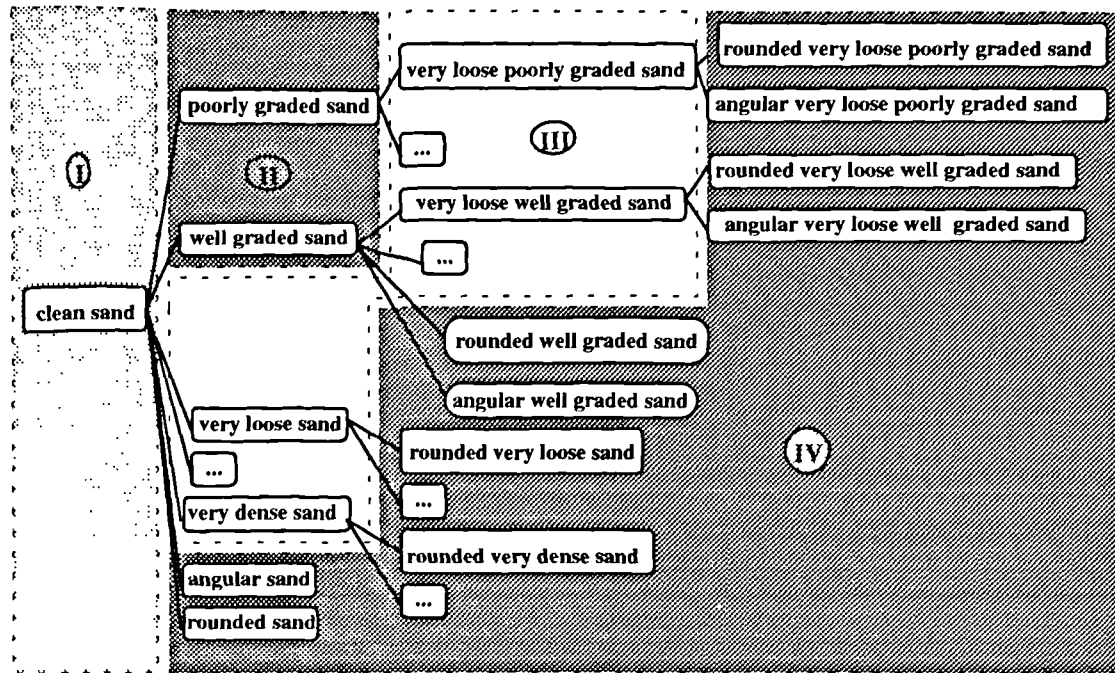 I
II
III
IV
clean sand
poorly graded sand
well graded sand
very loose sand
...
very dense sand
angular sand
rounded sand
very loose poorly graded sand
...
very loose well graded sand
...
rounded well graded sand
angular well graded sand
rounded very loose sand
...
rounded very dense sand
...
rounded very loose poorly graded sand
angular very loose poorly graded sand
rounded very loose well graded sand
angular very loose well graded sand